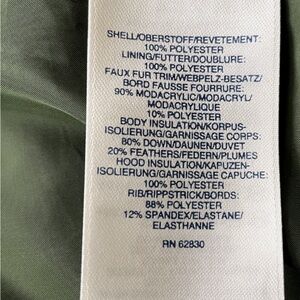 SHELL/OBERSTOFF/REVETEMENT:
100% POLYESTER
LINING/FUTTER/DOUBLURE:
100% POLYESTER
FAUX FUR TRIM/WEBPELZ-BESATZ/
BORD FAUSSE FOURRURE:
90% MODACRYLIC/MODACRYL/
MODACRYLIQUE
10% POLYESTER
BODY INSULATION/KORPUS-
ISOLIERUNG/GARNISSAGE CORPS:
80% DOWN/DAUNEN/DUVET
20% FEATHERS/FEDERN/PLUMES
HOOD INSULATION/KAPUZEN-
ISOLIERUNG/GARNISSAGE CAPUCHE:
100% POLYESTER
RIB/RIPPSTRICK/BORDS:
88% POLYESTER
12% SPANDEX/ELASTANE/
ELASTHANNE
RN 62830